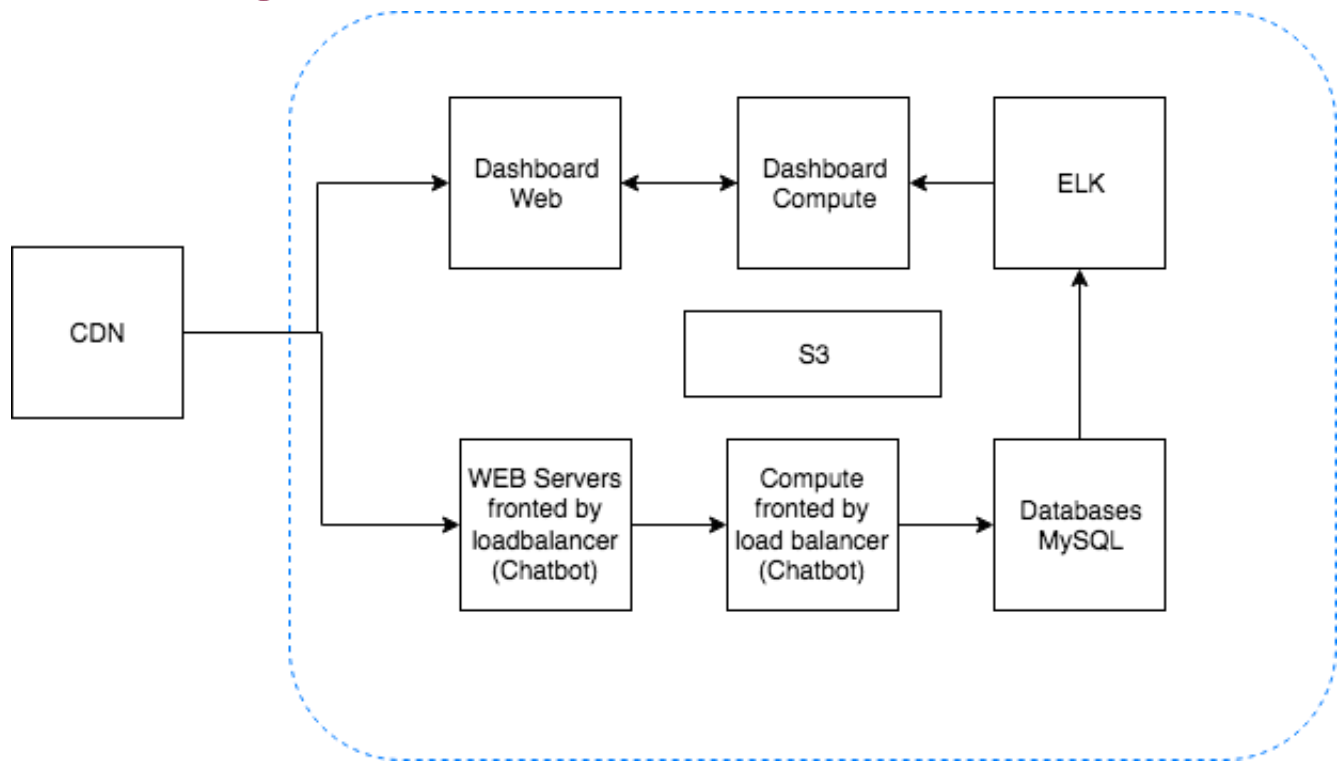 Dashboard
Web
Dashboard
Compute
ELK
CDN
S3
WEB Servers
fronted by
loadbalancer
(Chatbot)
Compute
fronted by
load balancer
(Chatbot)
Databases
MySQL